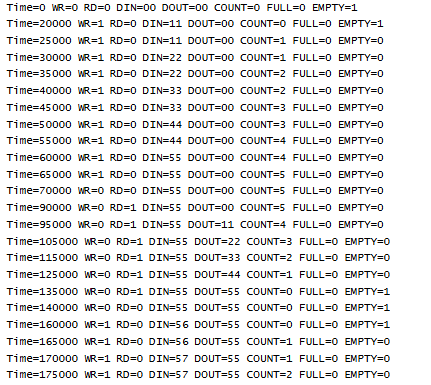 Time=0 WR=0 RD=0 DIN=00 DOUT=00 COUNT=0 FULL=0 EMPTY=1
Time=20000 WR=1 RD=0 DIN=11 DOUT=00 COUNT=0 FULL=0 EMPTY=1
Time=25000 WR=1 RD=0 DIN=11 DOUT=00 COUNT=1 FULL=0 EMPTY=0
Time=30000 WR=1 RD=0 DIN=22 DOUT=00 COUNT=1 FULL=0 EMPTY=0
Time=35000 WR=1 RD=0 DIN=22 DOUT=00 COUNT=2 FULL=0 EMPTY=0
Time=40000 WR=1 RD=0 DIN=33 DOUT=00 COUNT=2 FULL=0 EMPTY=0
Time=45000 WR=1 RD=0 DIN=33 DOUT=00 COUNT=3 FULL=0 EMPTY=0
Time=50000 WR=1 RD=0 DIN=44 DOUT=00 COUNT=3 FULL=0 EMPTY=0
Time=55000 WR=1 RD=0 DIN=44 DOUT=00 COUNT=4 FULL=0 EMPTY=0
Time=60000 WR=1 RD=0 DIN=55 DOUT=00 COUNT=4 FULL=0 EMPTY=0
Time=65000 WR=1 RD=0 DIN=55 DOUT=00 COUNT=5 FULL=0 EMPTY=0
Time=70000 WR=0 RD=0 DIN=55 DOUT=00 COUNT=5 FULL=0 EMPTY=0
Time=90000 WR=0 RD=1 DIN=55 DOUT=00 COUNT=5 FULL=0 EMPTY=0
Time=95000 WR=0 RD=1 DIN=55 DOUT=11 COUNT=4 FULL=0 EMPTY=0
Time=105000 WR=0 RD=1 DIN=55 DOUT=22 COUNT=3 FULL=0 EMPTY=0
Time=115000 WR=0 RD=1 DIN=55 DOUT=33 COUNT=2 FULL=0 EMPTY=0
Time=125000 WR=0 RD=1 DIN=55 DOUT=44 COUNT=1 FULL=0 EMPTY=0
Time=135000 WR=0 RD=1 DIN=55 DOUT=55 COUNT=0 FULL=0 EMPTY=1
Time=140000 WR=0 RD=0 DIN=55 DOUT=55 COUNT=0 FULL=0 EMPTY=1
Time=160000 WR=1 RD=0 DIN=56 DOUT=55 COUNT=0 FULL=0 EMPTY=1
Time=165000 WR=1 RD=0 DIN=56 DOUT=55 COUNT=1 FULL=0 EMPTY=0
Time=170000 WR=1 RD=0 DIN=57 DOUT=55 COUNT=1 FULL=0 EMPTY=0
Time=175000 WR=1 RD=0 DIN=57 DOUT=55 COUNT=2 FULL=0 EMPTY=0